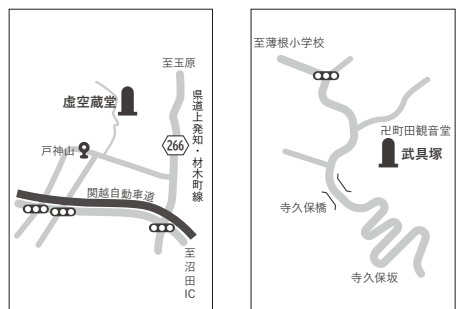 至玉原
虚空蔵堂
県道上発知・材木町線
266
戸神山
関越自動車道
至沼田IC
至薄根小学校
卍町田観音堂
武具塚
寺久保橋
寺久保坂